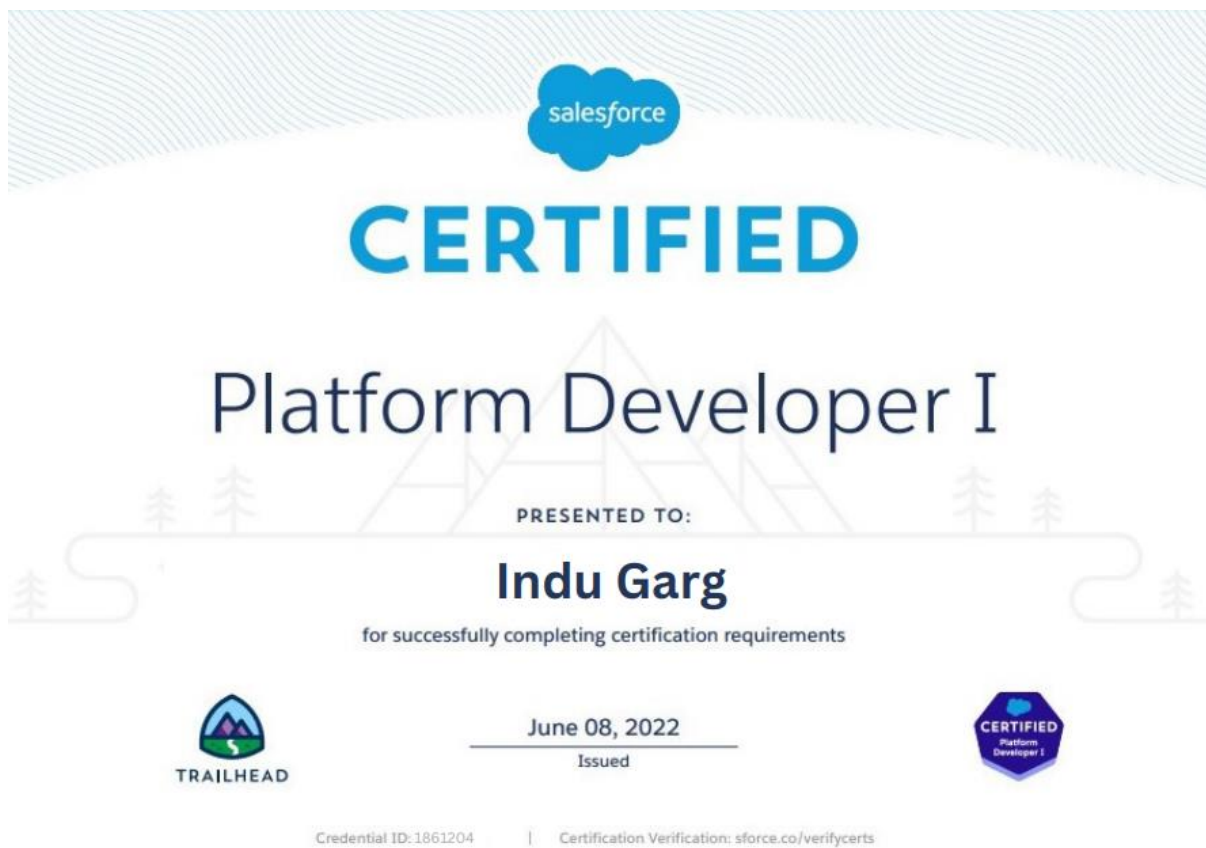 salesforce
CERTIFIED
Platform Developer I
PRESENTED TO:
Indu Garg
for successfully completing certification requirements
TRAILHEAD
June 08, 2022
Issued
CERTIFIED
Platform
Developer I
Credential ID: 1861204 | Certification Verification: sforce.co/verifycerts